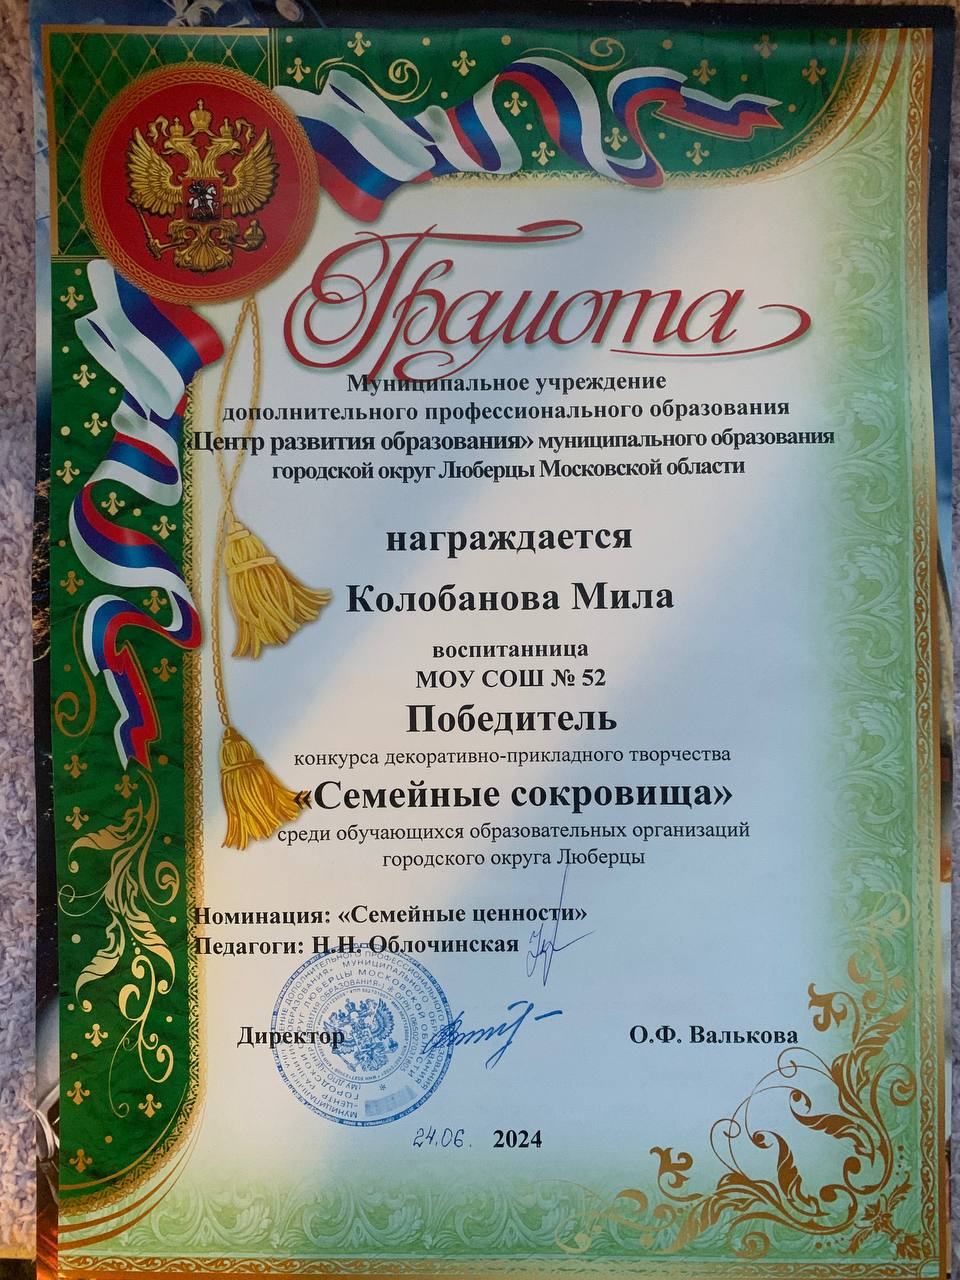 Грамота
Муниципальное учреждение
дополнительного профессионального образования
«Центр развития образования» муниципального образования
городской округ Люберцы Московской области
награждается
Колобанова Мила
воспитанница
МОУ СОШ № 52
Победитель
конкурса декоративно-прикладного творчества
«Семейные сокровища»
среди обучающихся образовательных организаций
городского округа Люберцы
Номинация: «Семейные ценности»
Педагоги: Н.Н. Облочинская
Директор О.Ф. Валькова
24.06. 2024